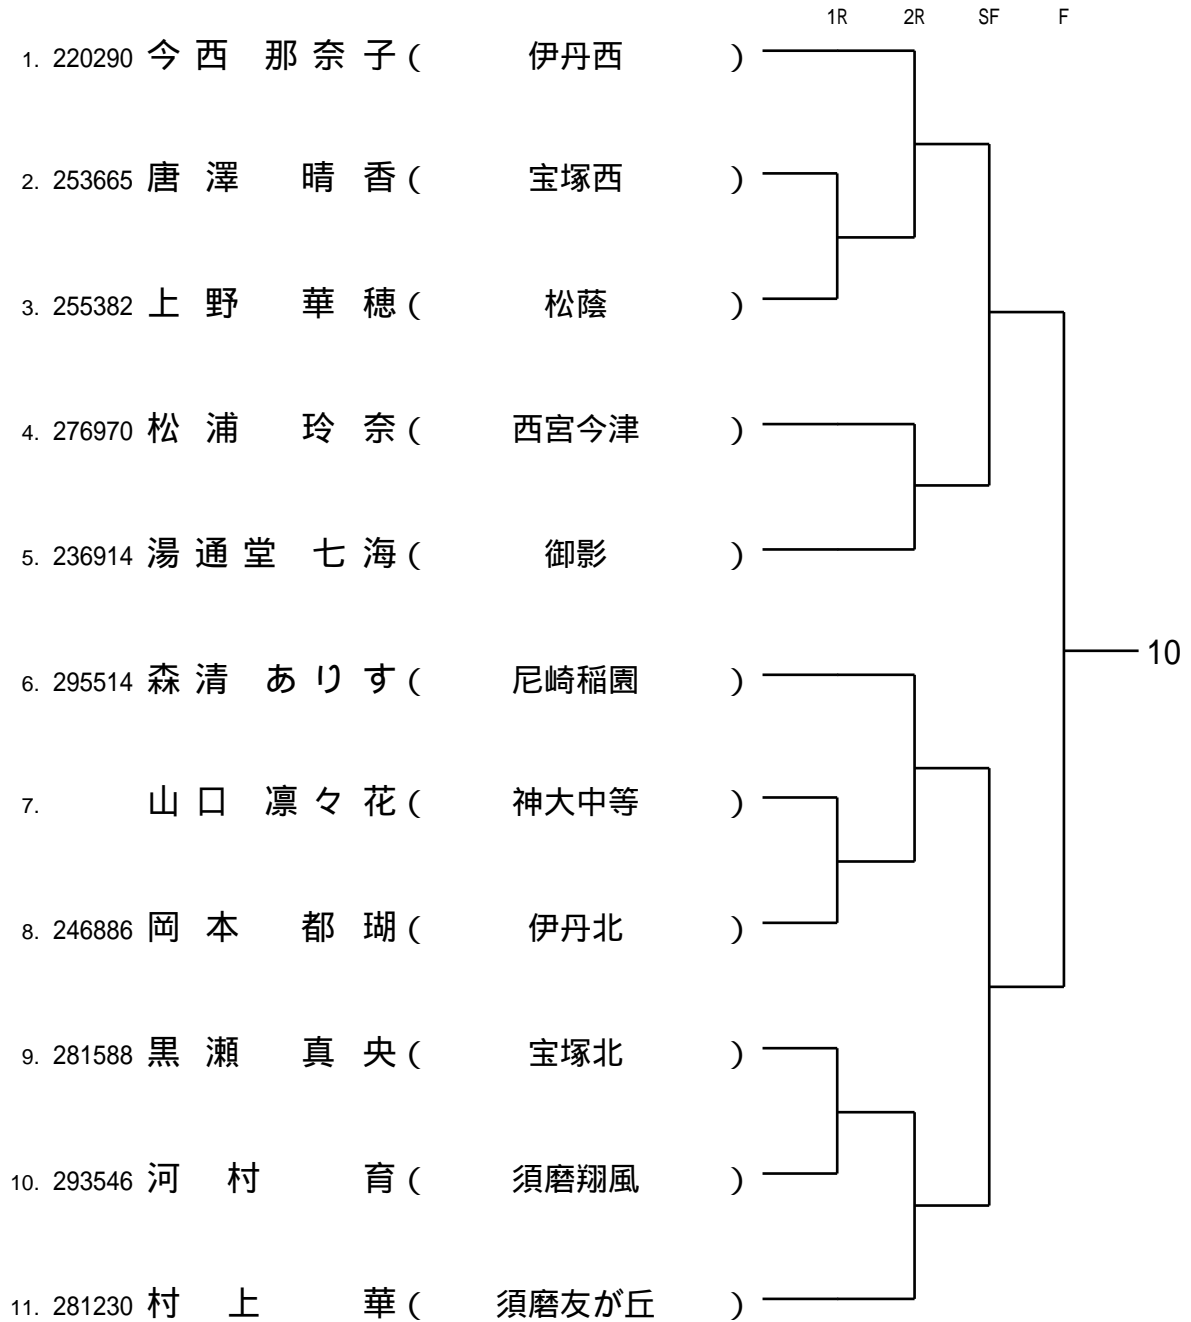 1R 2R SF F
1. 220290 今西 那奈子 ( 伊丹西 )
2. 253665 唐澤 晴香 ( 宝塚西 )
3. 255382 上野 華穂 ( 松蔭 )
4. 276970 松浦 玲奈 ( 西宮今津 )
5. 236914 湯通堂 七海 ( 御影 )
10
6. 295514 森清 ありす ( 尼崎稲園 )
7. 山口 凛々花 ( 神大中等 )
8. 246886 岡本 都瑚 ( 伊丹北 )
9. 281588 黒瀬 真央 ( 宝塚北 )
10. 293546 河村 育 ( 須磨翔風 )
11. 281230 村上 華 ( 須磨友が丘 )